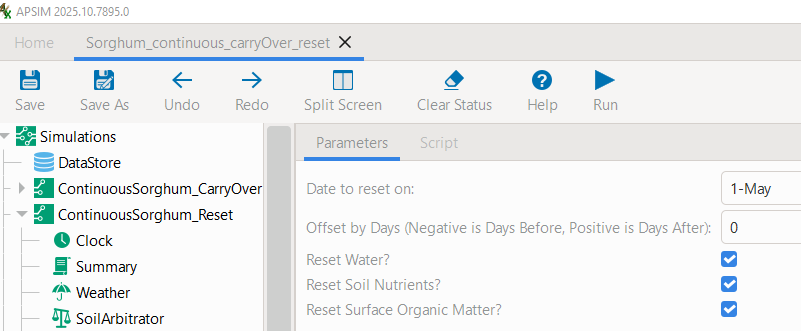 APSIM 2025.10.7895.0
Home Sorghum_continuous_carryOver_reset
Save Save As Undo Redo Split Screen Clear Status Help Run
Simulations
DataStore
ContinuousSorghum_CarryOver
ContinuousSorghum_Reset
Clock
Summary
Weather
SoilArbitrator
Parameters Script
Date to reset on: 1-May
Offset by Days (Negative is Days Before, Positive is Days After): 0
Reset Water?
Reset Soil Nutrients?
Reset Surface Organic Matter?